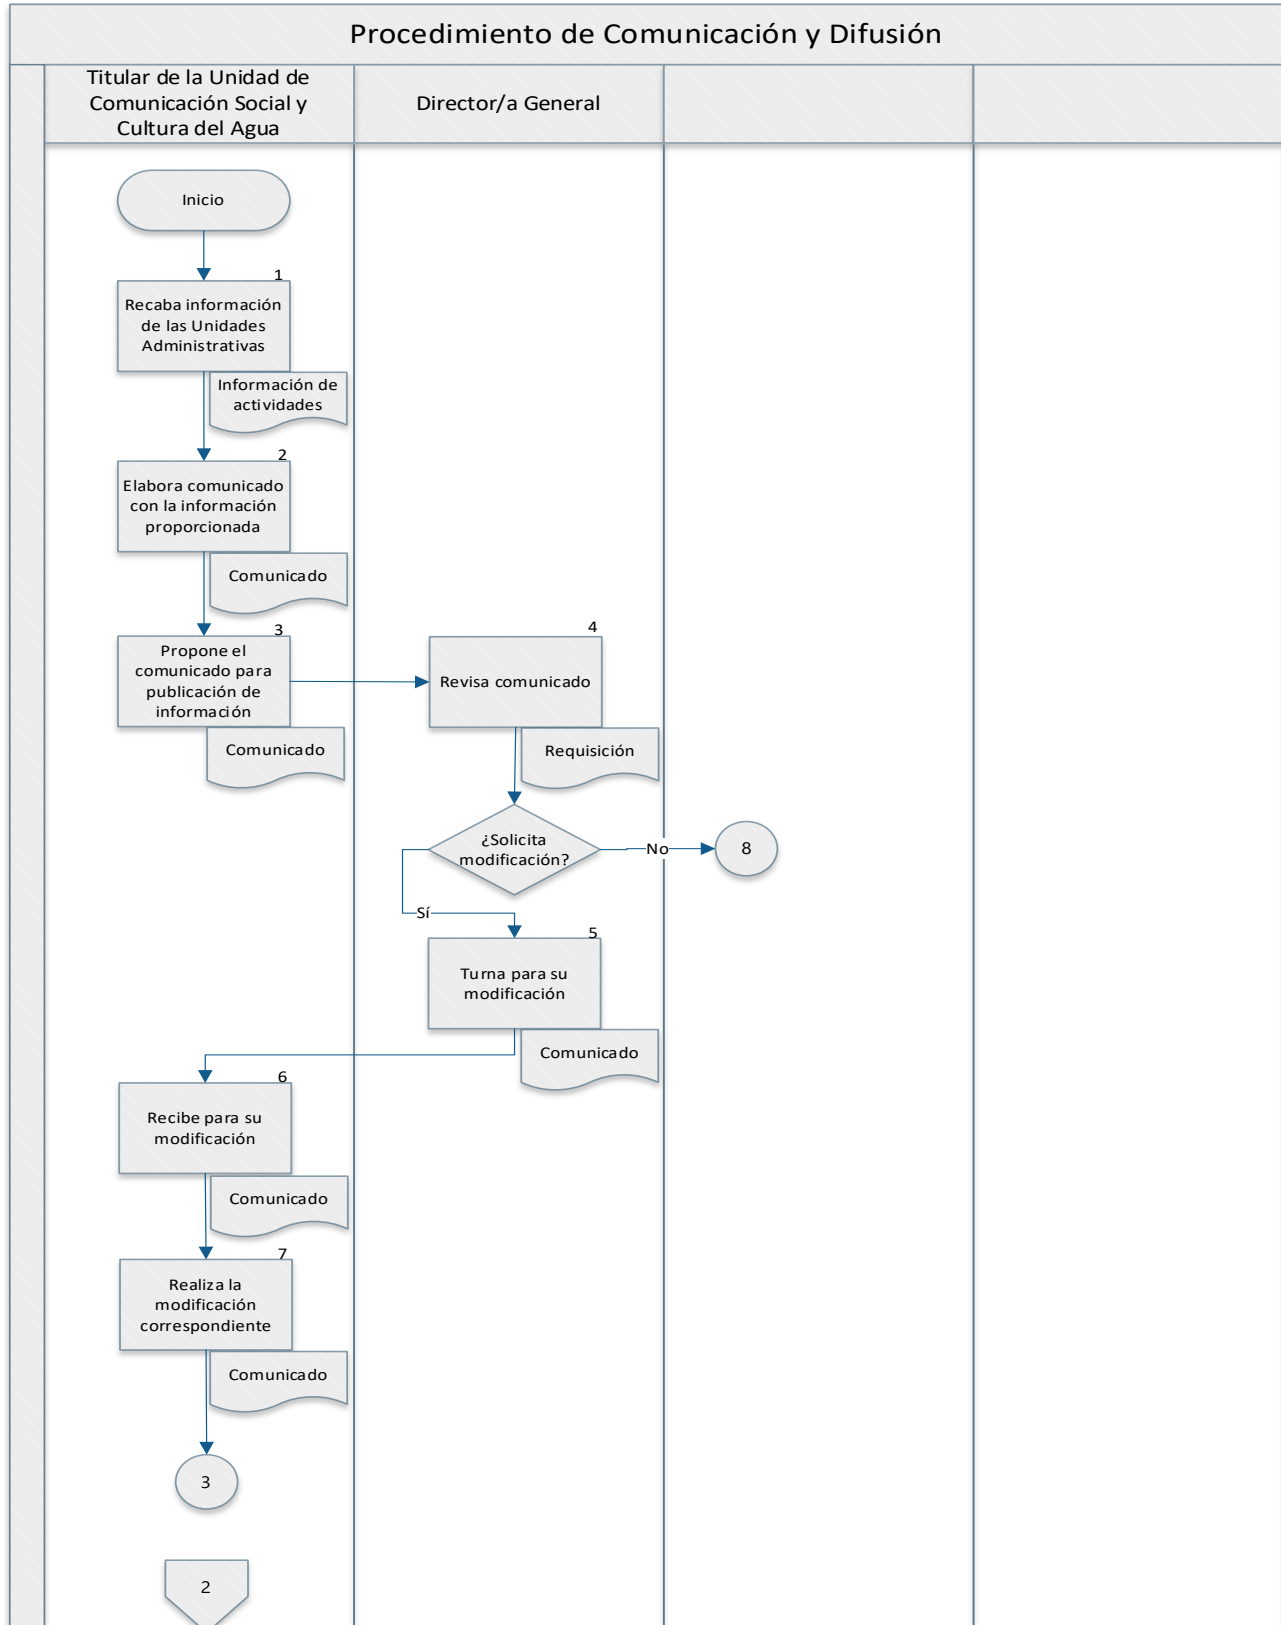 Procedimiento de Comunicación y Difusión
Titular de la Unidad de
Comunicación Social y
Cultura del Agua
Director/a General
Inicio
1
Recaba información
de las Unidades
Administrativas
Información de
actividades
2
Elabora comunicado
con la información
proporcionada
Comunicado
3
Propone el
comunicado para
publicación de
información
Comunicado
4
Revisa comunicado
Requisición
¿Solicita
modificación?
No
8
Sí
5
Turna para su
modificación
Comunicado
6
Recibe para su
modificación
Comunicado
7
Realiza la
modificación
correspondiente
Comunicado
3
2